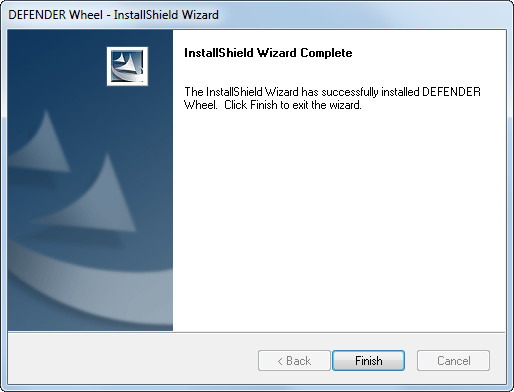 DEFENDER Wheel - InstallShield Wizard
InstallShield Wizard Complete
The InstallShield Wizard has successfully installed DEFENDER
Wheel. Click Finish to exit the wizard.
< Back
Finish
Cancel